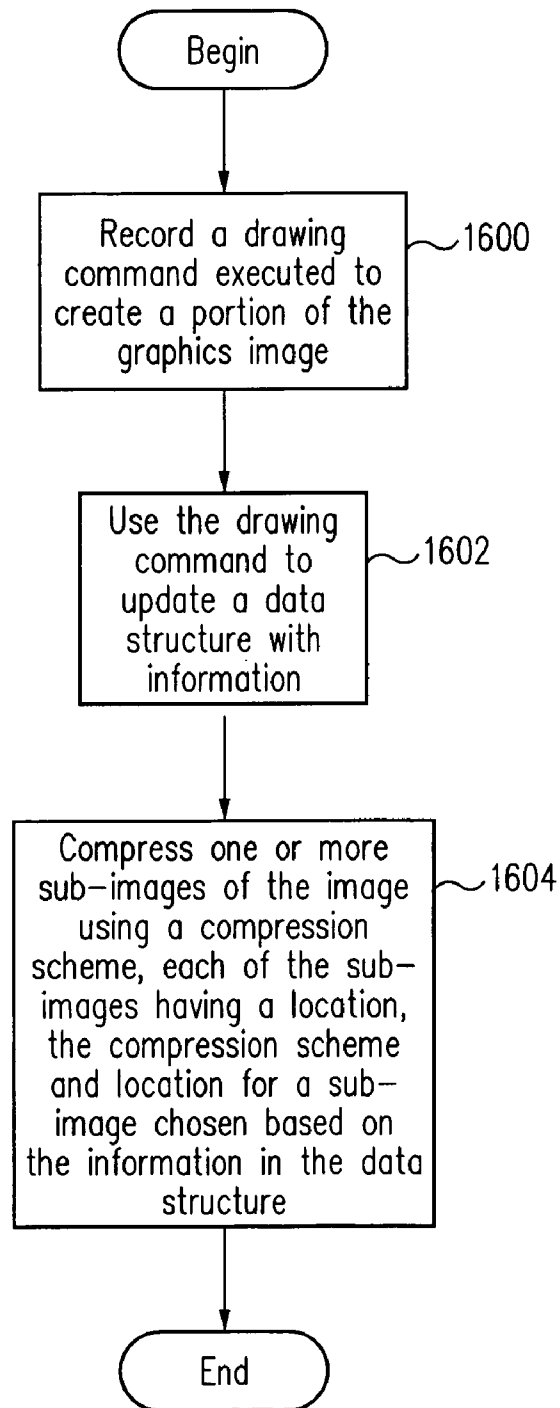 Begin
Record a drawing
command executed to
create a portion of the
graphics image
1600
Use the drawing
command to
update a data
structure with
information
1602
Compress one or more
sub-images of the image
using a compression
scheme, each of the sub-
images having a location,
the compression scheme
and location for a sub-
image chosen based on
the information in the data
structure
1604
End